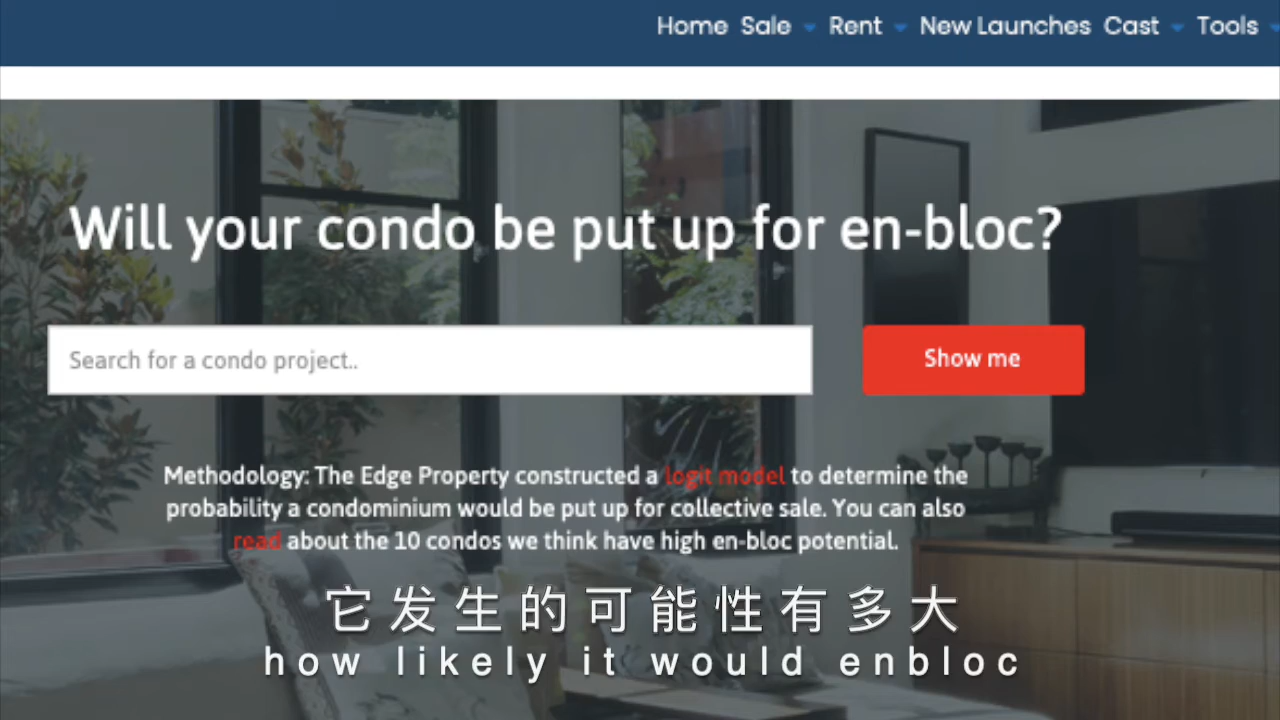 Home Sale Rent New Launches Cast Tools
Will your condo be put up for en-bloc?
Search for a condo project..
Show me
Methodology: The Edge Property constructed a logit model to determine the
probability a condominium would be put up for collective sale. You can also
read about the 10 condos we think have high en-bloc potential.
它发生的可能性有多大
how likely it would enbloc